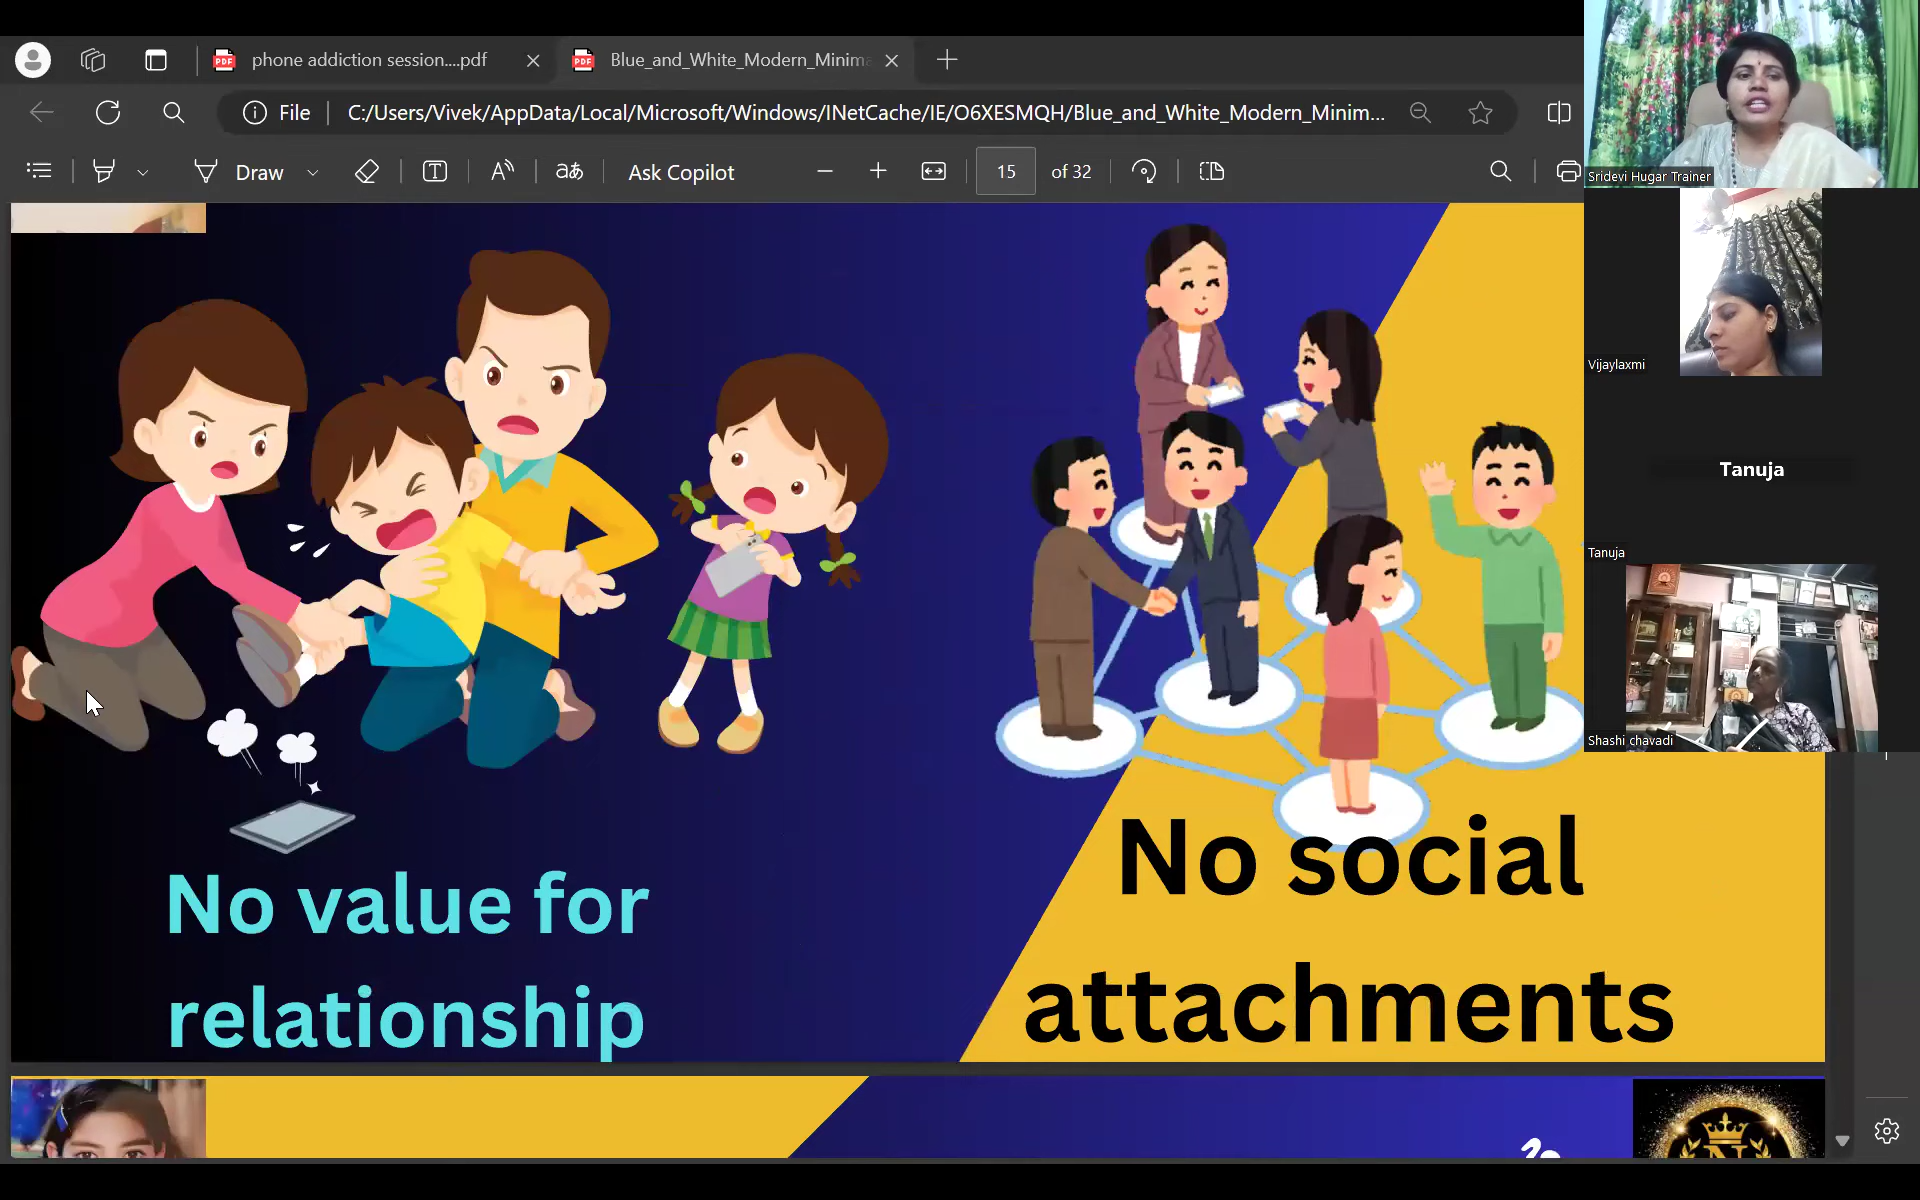 phone addiction session....pdf
Blue_and_White_Modern_Minima
File
C:/Users/Vivek/AppData/Local/Microsoft/Windows/INetCache/IE/O6XESMQH/Blue_and_White_Modern_Minim...
Draw
Ask Copilot
15 of 32
Sridevi Hugar Trainer
Vijaylaxmi
Tanuja
Tanuja
Shashi chavadi
No value for
relationship
No social
attachments